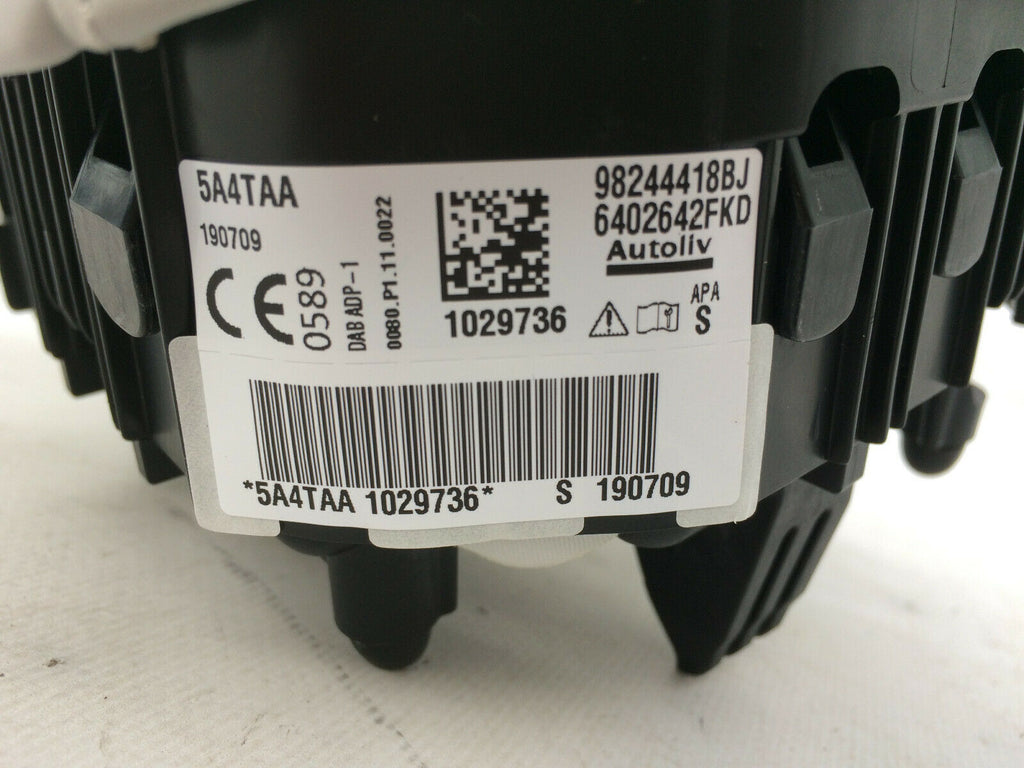 5A4TAA
190709
CE 0589
DAB ADP-1
0080.P1.11.0022
1029736
98244418BJ
6402642FKD
Autoliv
APA
S
*5A4TAA 1029736* S 190709